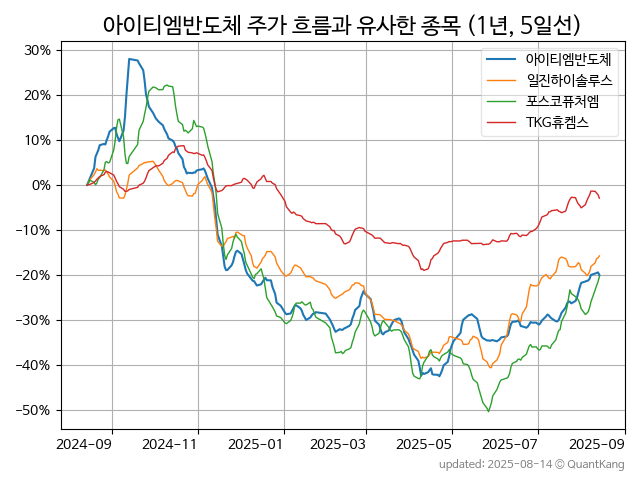 아이티엠반도체 주가 흐름과 유사한 종목 (1년, 5일선)
아이티엠반도체
일진하이솔루스
포스코퓨처엠
TKG휴켐스
30%
20%
10%
0%
−10%
−20%
−30%
−40%
−50%
2024-09
2024-11
2025-01
2025-03
2025-05
2025-07
2025-09
updated: 2025-08-14 © QuantKang